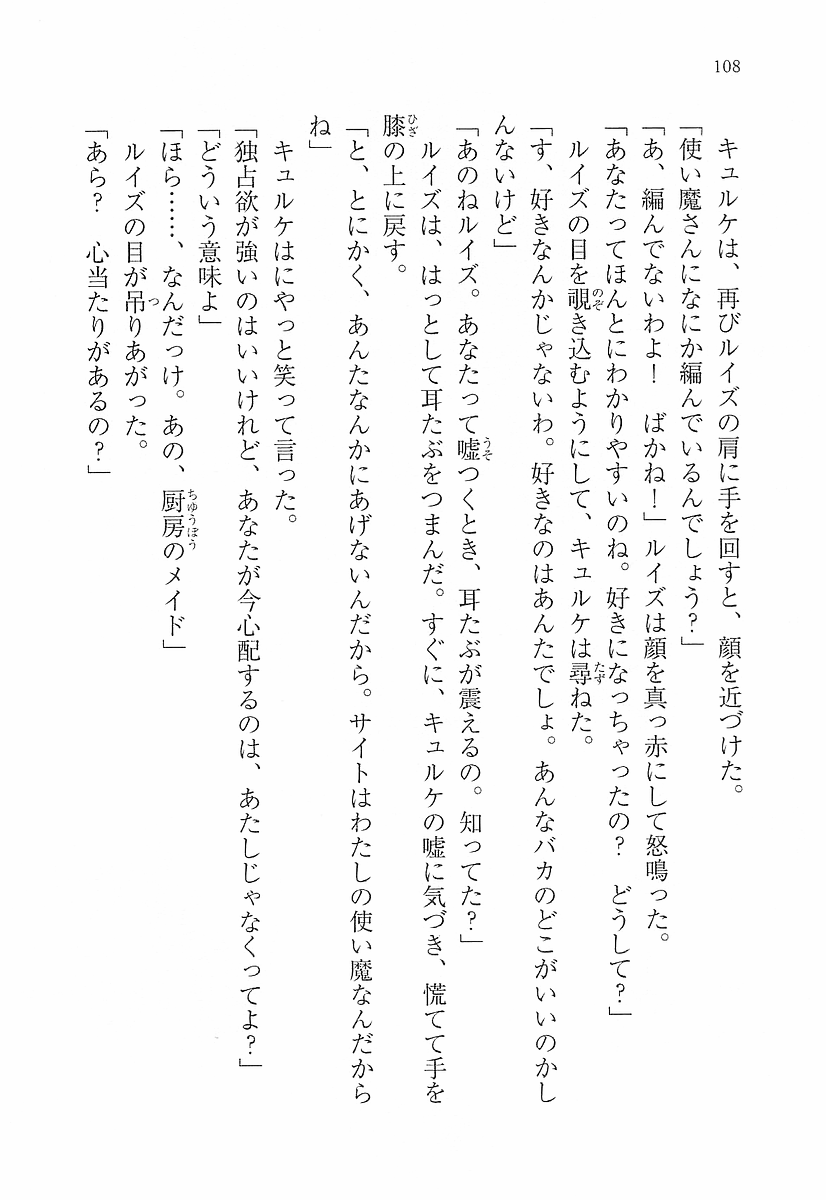 108
キュルケは、再びルイズの肩に手を回すと、顔を近づけた。
「使い魔さんになにか編んでいるんでしょう?」
「あ、編んでないわよ! ばかね!」ルイズは顔を真っ赤にして怒鳴った。
「あなたってほんとにわかりやすいのね。好きになっちゃったの? どうして?」
ルイズの目を覗き込むようにして、キュルケは尋ねた。
「す、好きなんかじゃないわ。好きなのはあんたでしょ。あんなバカのどこがいいのかし
んないけど」
「あのねルイズ。あなたって嘘つくとき、耳たぶが震えるの。知ってた?」
ルイズは、はっとして耳たぶをつまんだ。すぐに、キュルケの嘘に気づき、慌てて手を
膝の上に戻す。
「と、とにかく、あんたなんかにあげないんだから。サイトはわたしの使い魔なんだから
ね」
キュルケはにやっと笑って言った。
「独占欲が強いのはいいけれど、あなたが今心配するのは、あたしじゃなくってよ?」
「どういう意味よ」
「ほら……、なんだっけ。あの、厨房のメイド」
ルイズの目が吊りあがった。
「あら? 心当たりがあるの?」